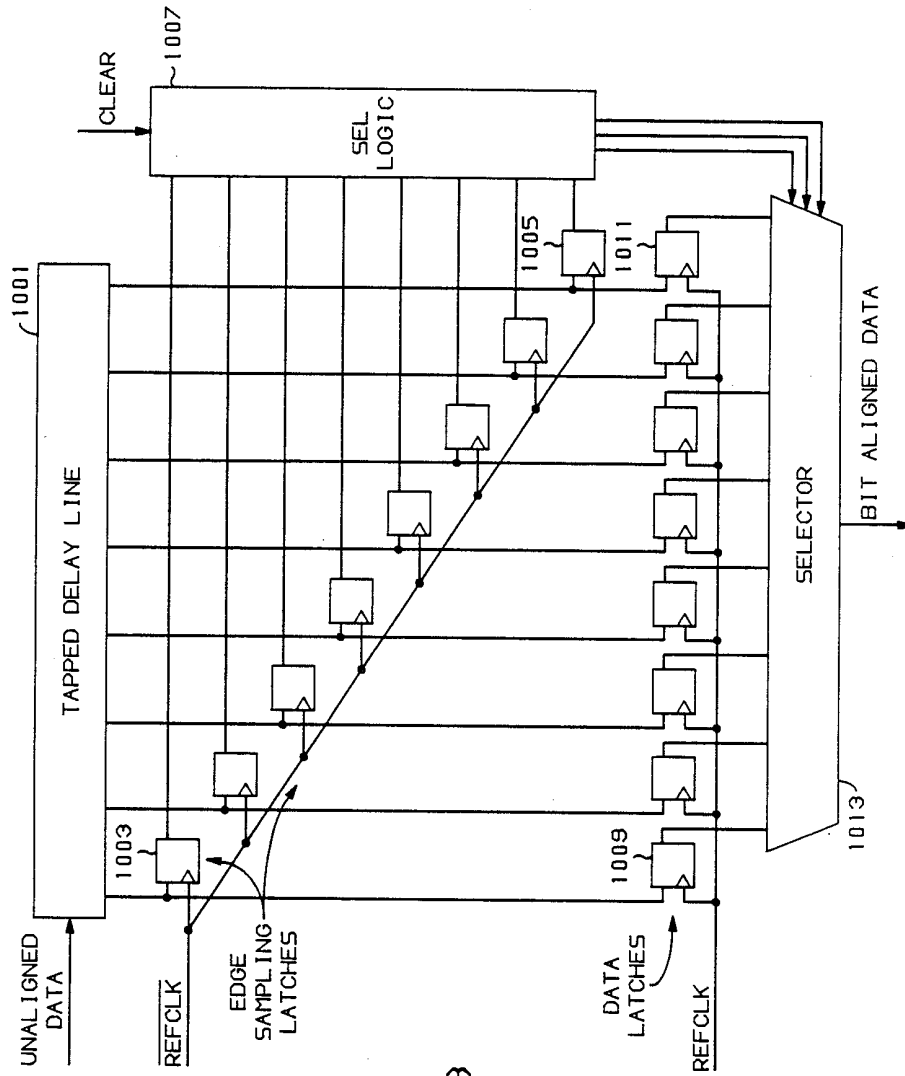 1001
TAPPED DELAY LINE
UNALIGNED
DATA
CLEAR
1007
SEL
LOGIC
1003
REFCLK
EDGE
SAMPLING
LATCHES
1005
1011
1009
DATA
LATCHES
REFCLK
SELECTOR
1013
BIT ALIGNED DATA
3